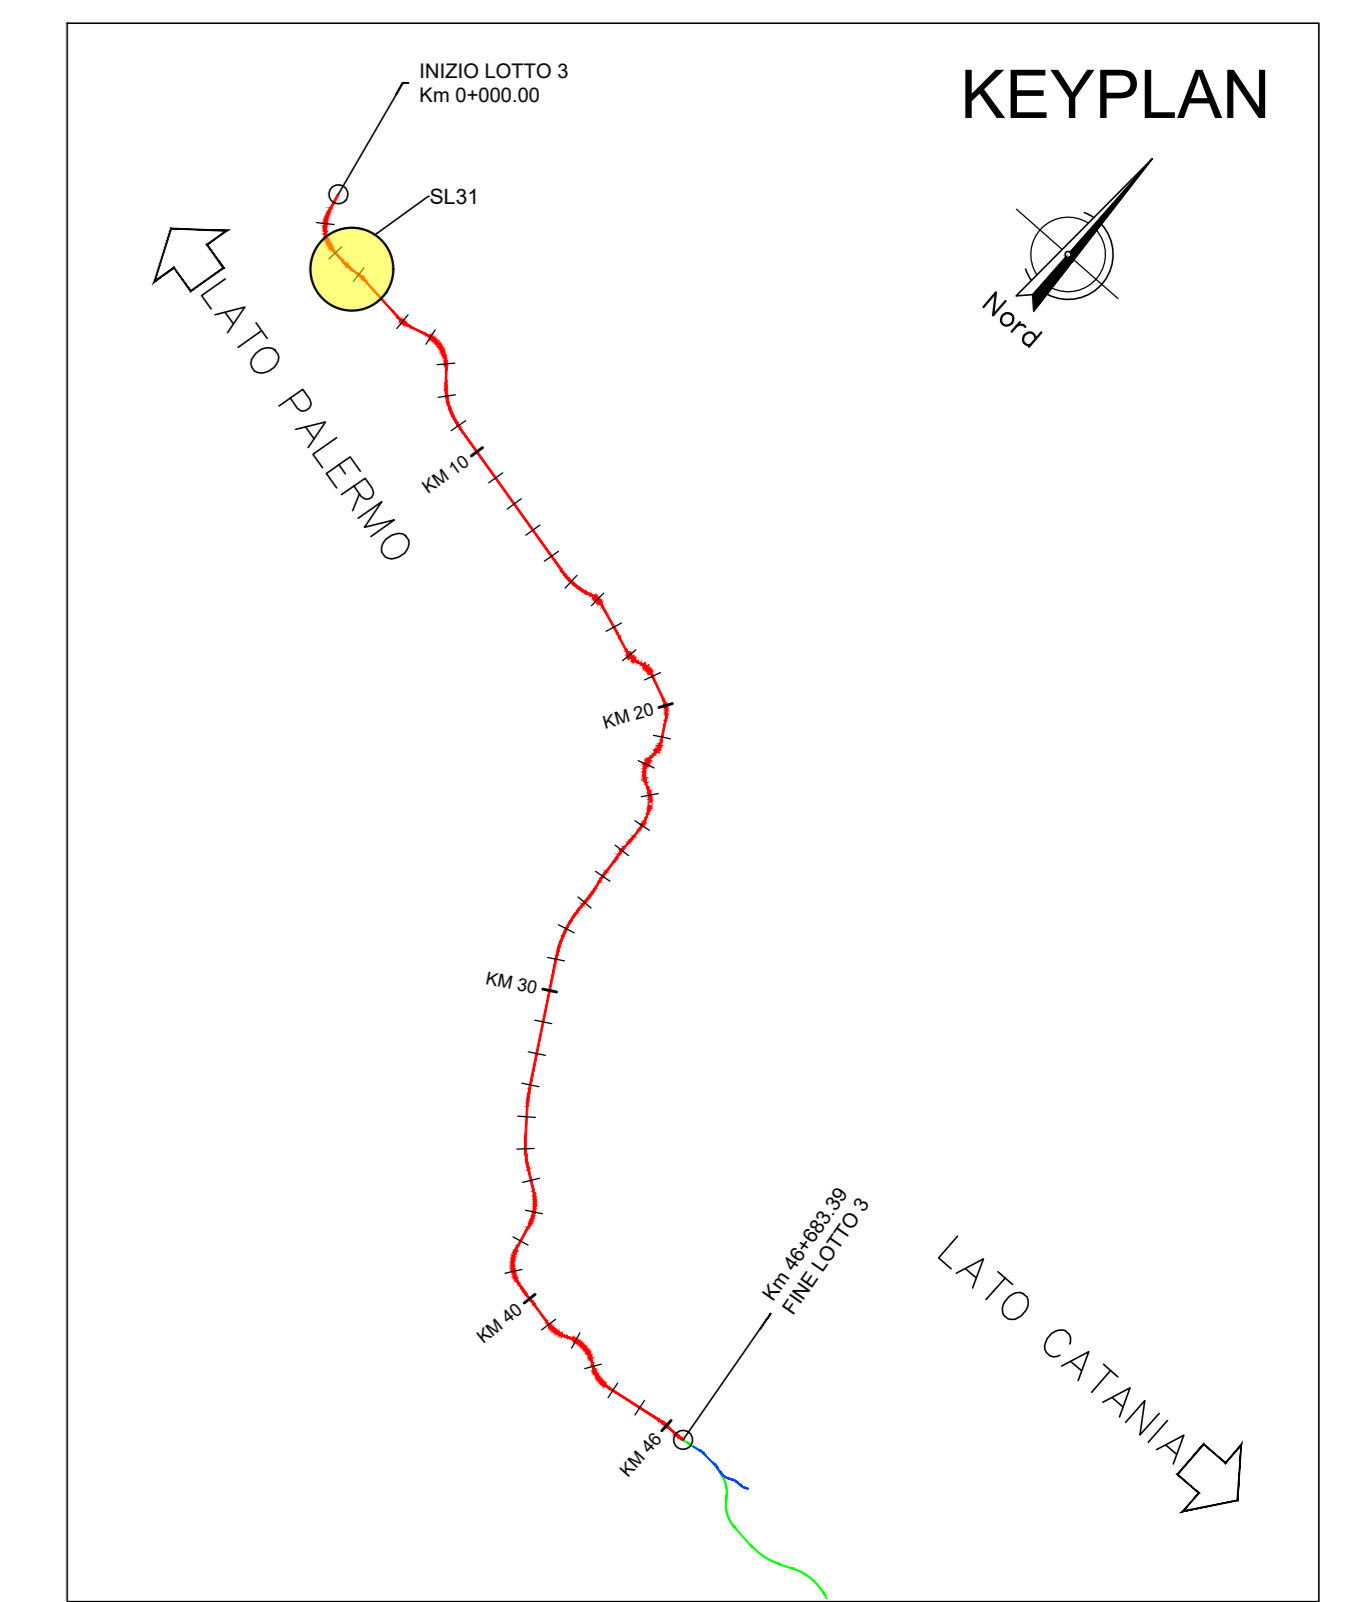 KEYPLAN
INIZIO LOTTO 3
Km 0+000.00
SL31
Nord
LATO PALERMO
KM 10
KM 20
KM 30
KM 40
KM 46
Km 46+683.39
FINE LOTTO 3
LATO CATANIA